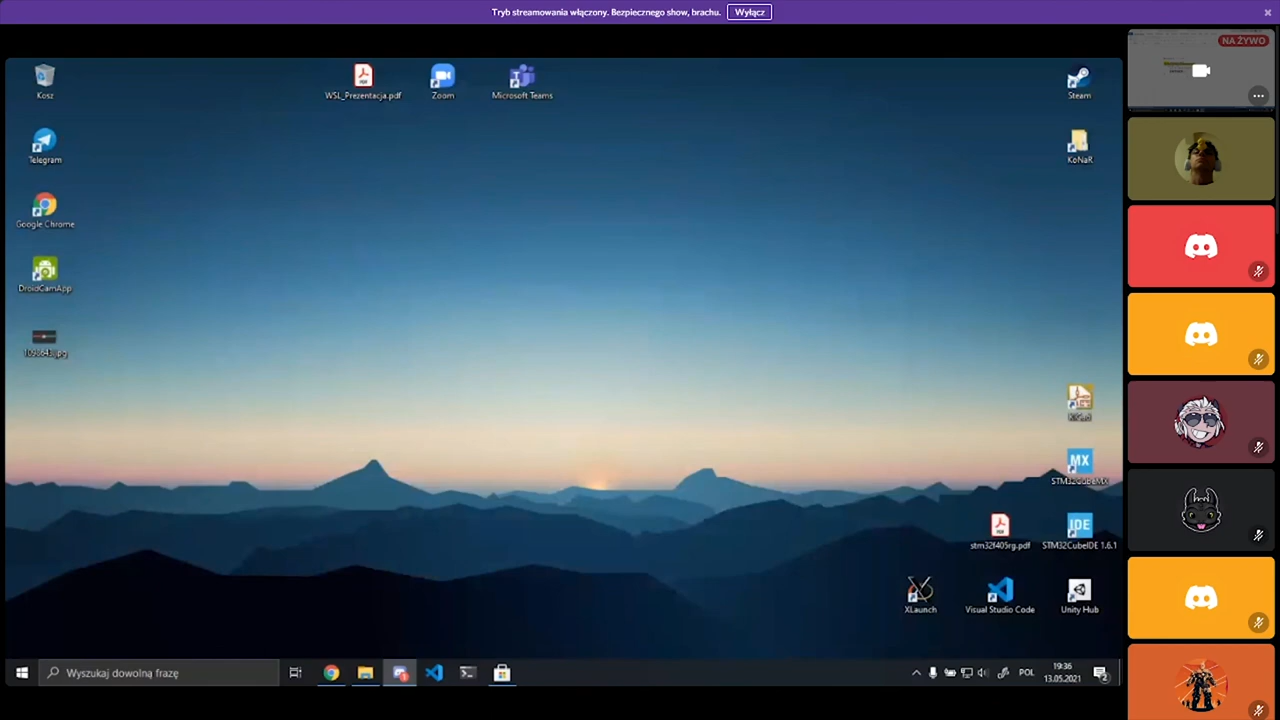 Tryb streamowania włączony. Bezpiecznego show, brachu. Wyłącz
NA ŻYWO
Kosz
WSL_Prezentacja.pdf
Zoom
Microsoft Teams
Steam
Telegram
KoNaR
Google Chrome
DroidCamApp
STM32CubeMX
stm32f405rg.pdf
STM32CubeIDE 1.6.1
XLaunch
Visual Studio Code
Unity Hub
Wyszukaj dowolną frazę
POL
19:36
13.05.2021